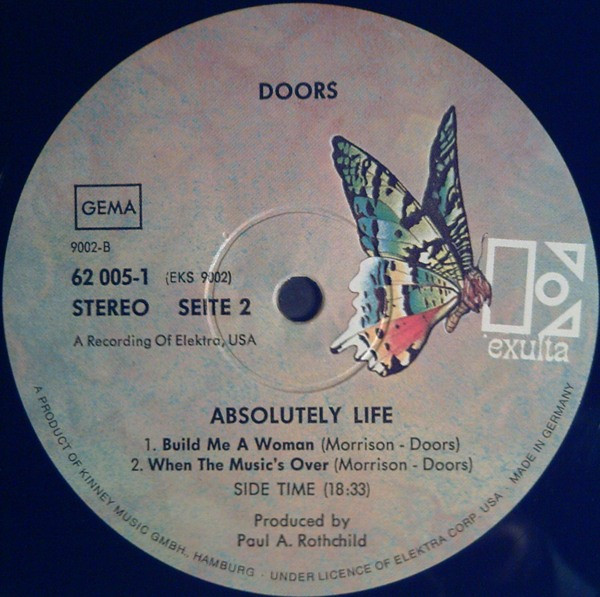 DOORS
GEMA
9002-B
62 005-1 (EKS 9002)
STEREO SEITE 2
A Recording Of Elektra, USA
exulta
ABSOLUTELY LIFE
1. Build Me A Woman (Morrison - Doors)
2. When The Music's Over (Morrison - Doors)
SIDE TIME (18:33)
Produced by
Paul A. Rothchild
A PRODUCT OF KINNEY MUSIC GMBH., HAMBURG · UNDER LICENCE OF ELEKTRA CORP. USA · MADE IN GERMANY